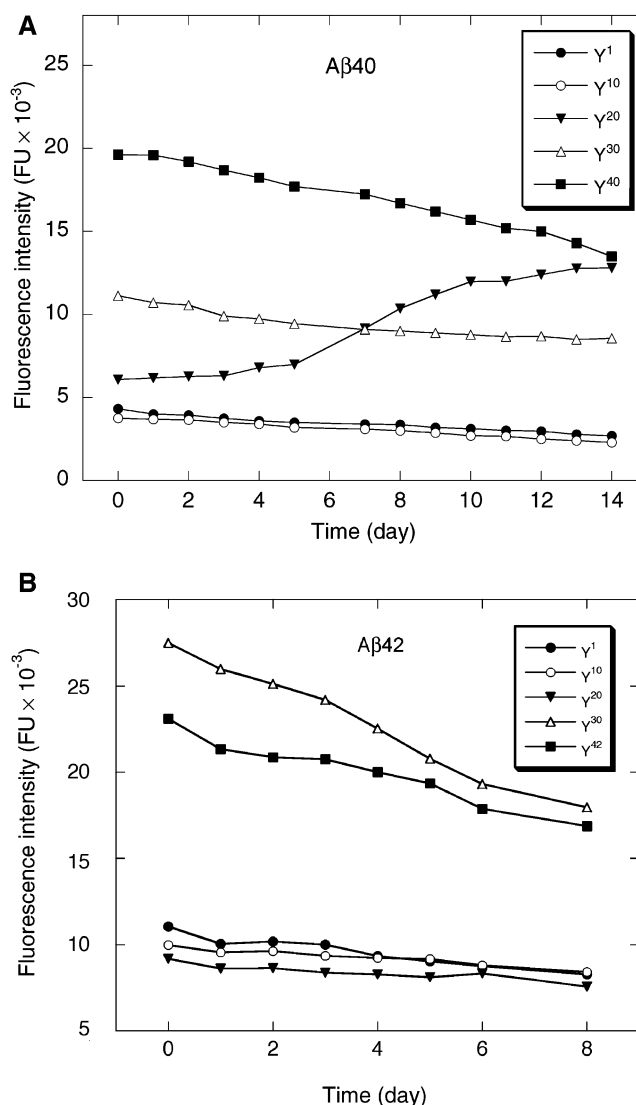 A
Aβ40
Fluorescence intensity (FU × 10⁻³)
30
25
20
15
10
5
0
0 2 4 6 8 10 12 14
Time (day)
Y¹
Y¹⁰
Y²⁰
Y³⁰
Y⁴⁰
B
Aβ42
Fluorescence intensity (FU × 10⁻³)
30
25
20
15
10
5
0 2 4 6 8
Time (day)
Y¹
Y¹⁰
Y²⁰
Y³⁰
Y⁴²